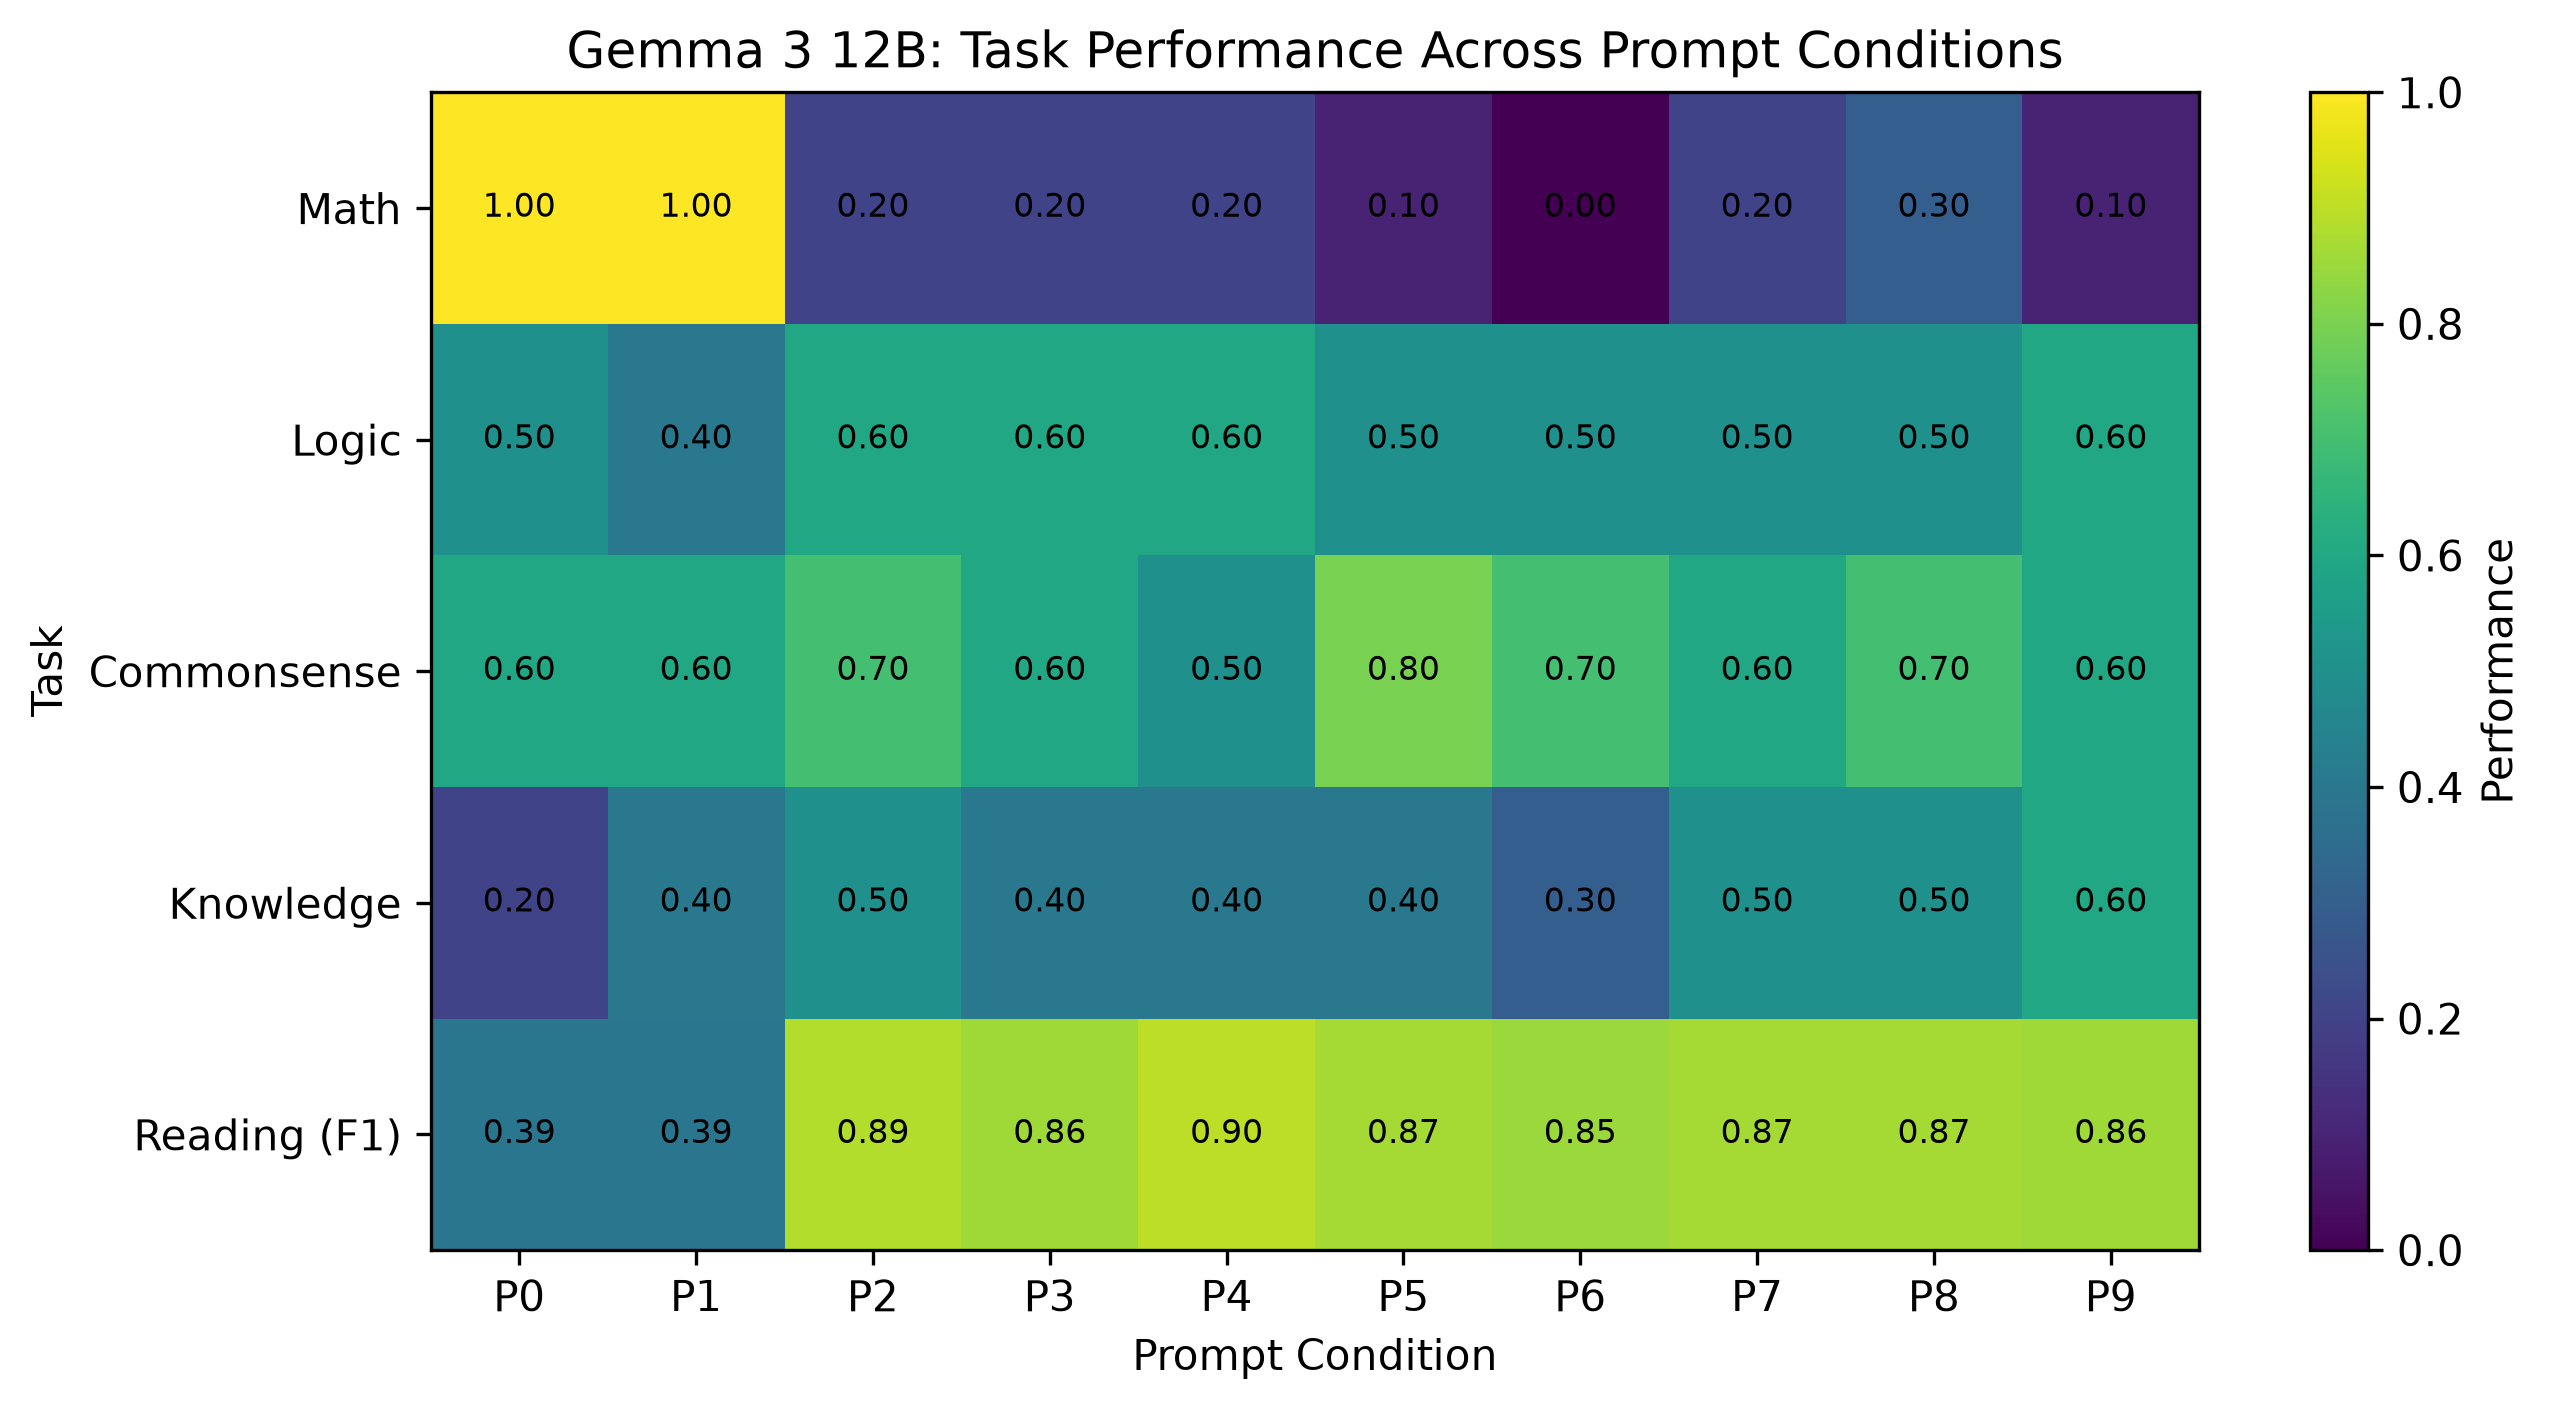 Gemma 3 12B: Task Performance Across Prompt Conditions
Task
Math 1.00 1.00 0.20 0.20 0.20 0.10 0.00 0.20 0.30 0.10
Logic 0.50 0.40 0.60 0.60 0.60 0.50 0.50 0.50 0.50 0.60
Commonsense 0.60 0.60 0.70 0.60 0.50 0.80 0.70 0.60 0.70 0.60
Knowledge 0.20 0.40 0.50 0.40 0.40 0.40 0.30 0.50 0.50 0.60
Reading (F1) 0.39 0.39 0.89 0.86 0.90 0.87 0.85 0.87 0.87 0.86
P0 P1 P2 P3 P4 P5 P6 P7 P8 P9
Prompt Condition
1.0
0.8
0.6
0.4
0.2
0.0
Performance